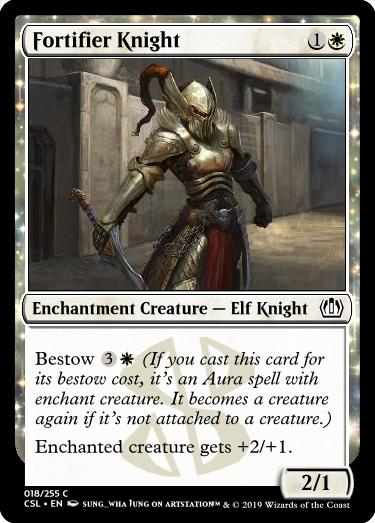 Fortifier Knight 1
Enchantment Creature — Elf Knight
Bestow 3 (If you cast this card for
its bestow cost, it's an Aura spell with
enchant creature. It becomes a creature
again if it's not attached to a creature.)
Enchanted creature gets +2/+1.
2/1
018/255 C
CSL • EN SUNG_WHA JUNG ON ARTSTATION™ & © 2019 Wizards of the Coast